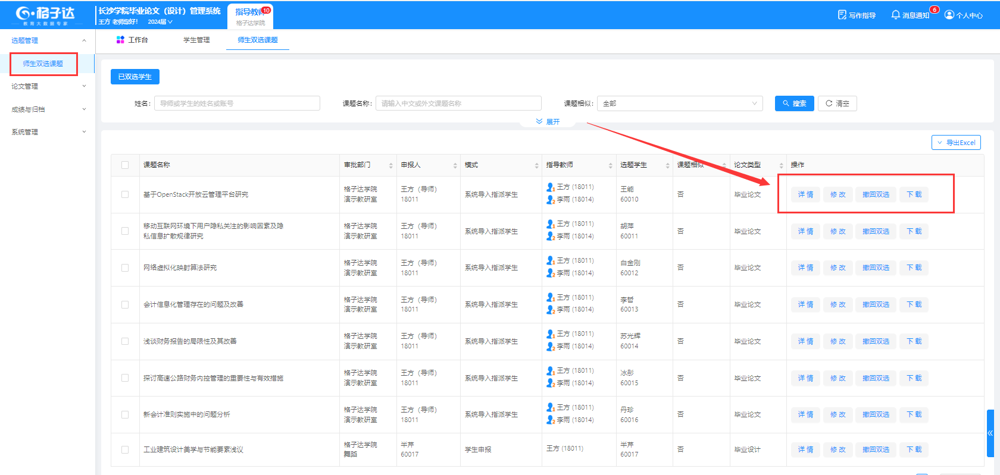 格子达
教育大数据专家
长沙学院毕业论文（设计）管理系统
王方 老师您好! 2024届
指导教师 10
格子达学院
写作指导 消息通知 6 个人中心
选题管理
师生双选课题
论文管理
成绩与归档
系统管理
工作台 学生管理 师生双选课题
已双选学生
姓名: 导师或学生的姓名或账号 课题名称: 请输入中文或外文课题名称 课题相似: 全部 搜索 清空
展开
导出Excel
课题名称 审批部门 申报人 模式 指导教师 选题学生 课题相似 论文类型 操作
基于OpenStack开放云管理平台研究 格子达学院 演示教研室 王方（导师） 18011 系统导入指派学生 1 王方 (18011) 2 李雨 (18014) 王能 60010 否 毕业论文 详情 修改 撤回双选 下载
移动互联网环境下用户隐私关注的影响因素及隐
私信息扩散规律研究 格子达学院 演示教研室 王方（导师） 18011 系统导入指派学生 1 王方 (18011) 2 李雨 (18014) 胡萍 60011 否 毕业论文 详情 修改 撤回双选 下载
网络虚拟化映射算法研究 格子达学院 演示教研室 王方（导师） 18011 系统导入指派学生 1 王方 (18011) 2 李雨 (18014) 白金刚 60012 否 毕业论文 详情 修改 撤回双选 下载
会计信息化管理存在的问题及改善 格子达学院 演示教研室 王方（导师） 18011 系统导入指派学生 1 王方 (18011) 2 李雨 (18014) 李哲 60013 否 毕业论文 详情 修改 撤回双选 下载
浅谈财务报告的局限性及其改善 格子达学院 演示教研室 王方（导师） 18011 系统导入指派学生 1 王方 (18011) 2 李雨 (18014) 苏光辉 60014 否 毕业论文 详情 修改 撤回双选 下载
探讨高速公路财务内控管理的重要性与有效措施 格子达学院 演示教研室 王方（导师） 18011 系统导入指派学生 1 王方 (18011) 2 李雨 (18014) 冰彤 60015 否 毕业论文 详情 修改 撤回双选 下载
新会计准则实施中的问题分析 格子达学院 演示教研室 王方（导师） 18011 系统导入指派学生 1 王方 (18011) 2 李雨 (18014) 丹珍 60016 否 毕业论文 详情 修改 撤回双选 下载
工业建筑设计美学与节能要素浅议 格子达学院 舞蹈 半芹 60017 学生申报 王方 (18011) 半芹 60017 否 毕业设计 详情 修改 撤回双选 下载